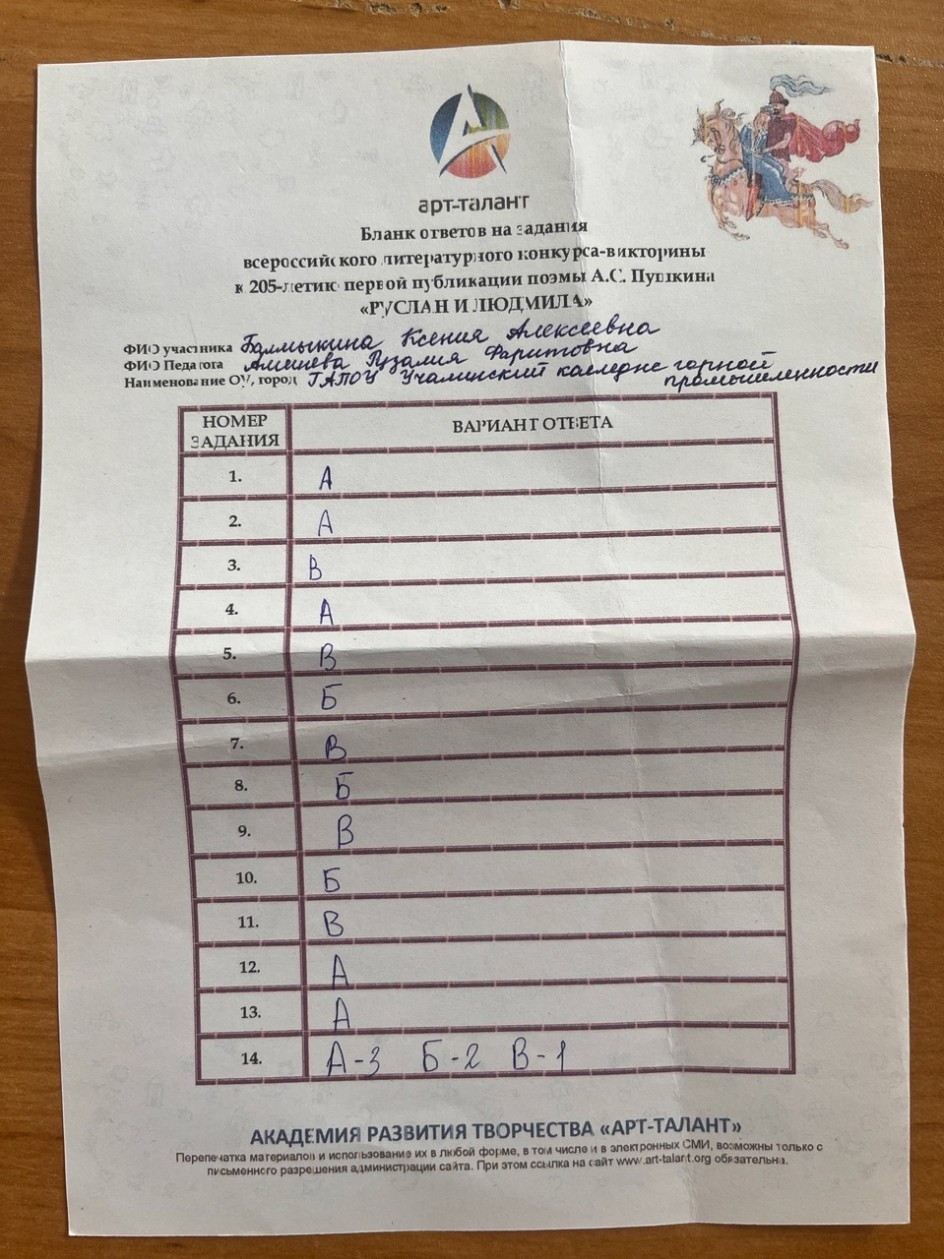 арт-талант
Бланк ответов на задания
всероссийского литературного конкурса-викторины
к 205-летию первой публикации поэмы А.С. Пушкина
«РУСЛАН И ЛЮДМИЛА»
ФИО участника Балмыкина Ксения Алексеевна
ФИО Педагога Аминева Гузалия Фаритовна
Наименование ОУ, город ГАПОУ Учалинский колледж горной промышленности
НОМЕР ЗАДАНИЯ ВАРИАНТ ОТВЕТА
1. А
2. А
3. В
4. А
5. В
6. Б
7. В
8. Б
9. В
10. Б
11. В
12. А
13. А
14. А-3 Б-2 В-1
АКАДЕМИЯ РАЗВИТИЯ ТВОРЧЕСТВА «АРТ-ТАЛАНТ»
Перепечатка материалов и использование их в любой форме, в том числе и в электронных СМИ, возможны только с
письменного разрешения администрации сайта. При этом ссылка на сайт www.art-talant.org обязательна.